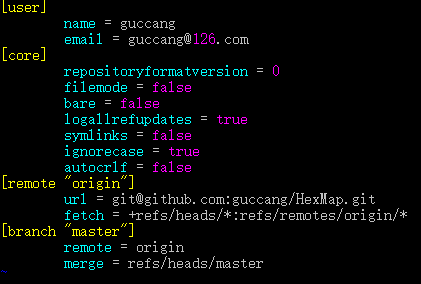 [user]
name = guccang
email = guccang@126.com
[core]
repositoryformatversion = 0
filemode = false
bare = false
logallrefupdates = true
symlinks = false
ignorecase = true
autocrlf = false
[remote "origin"]
url = git@github.com:guccang/HexMap.git
fetch = +refs/heads/*:refs/remotes/origin/*
[branch "master"]
remote = origin
merge = refs/heads/master